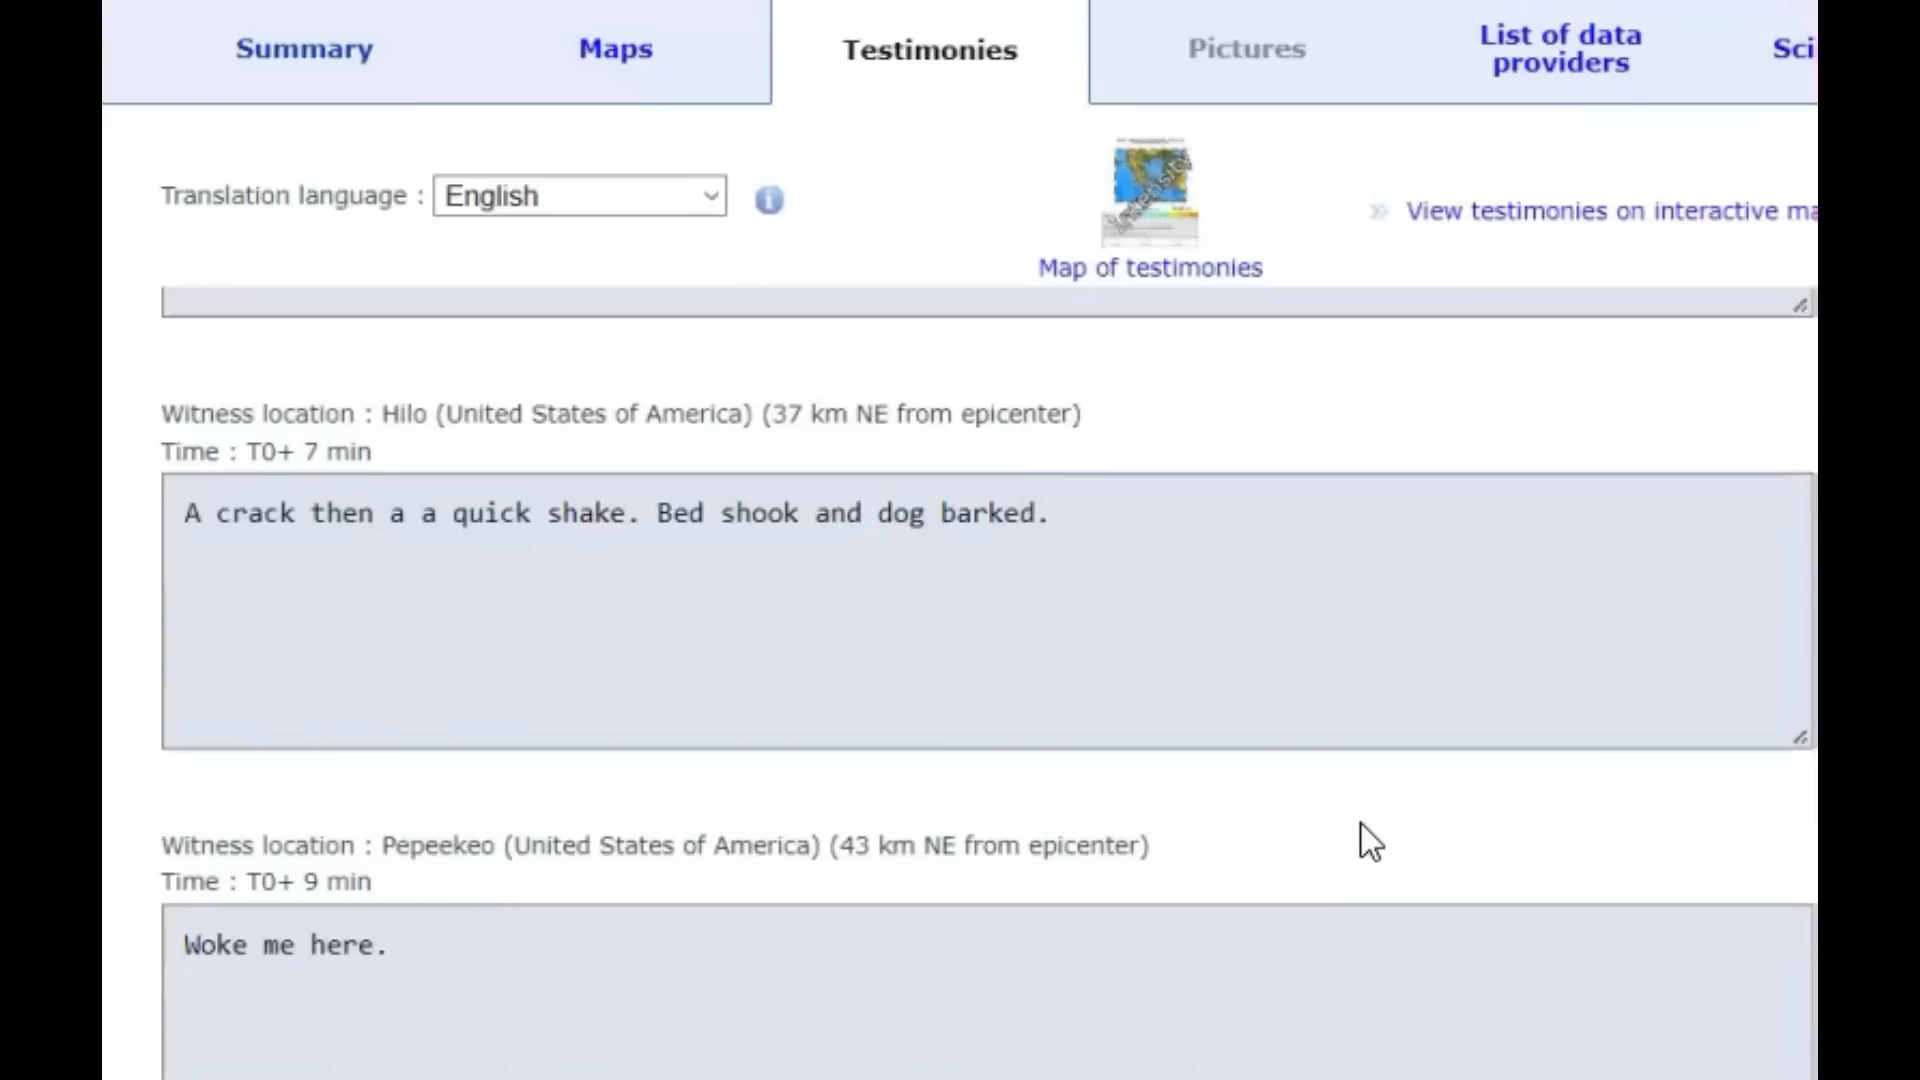 Summary
Maps
Testimonies
Pictures
List of data
providers
Translation language :
English
Intensity
View testimonies on interactive
Map of testimonies
Witness location : Hilo (United States of America) (37 km NE from epicenter)
Time : T0+ 7 min
A crack then a a quick shake. Bed shook and dog barked.
Witness location : Pepeekeo (United States of America) (43 km NE from epicenter)
Time : T0+ 9 min
Woke me here.